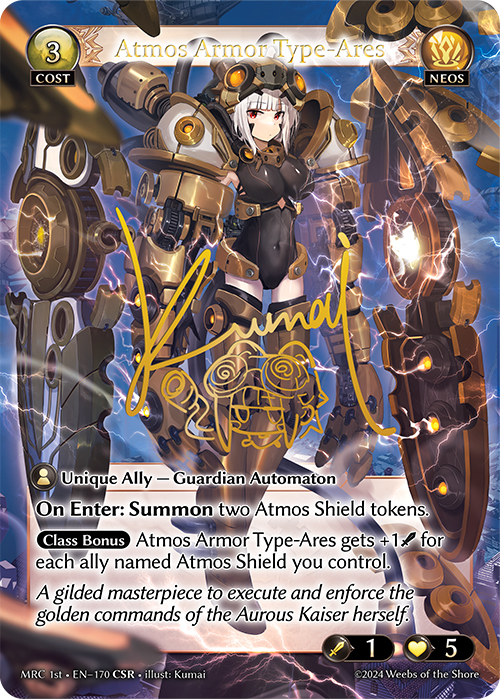 3
COST
Atmos Armor Type-Ares
NEOS
Kumai
Unique Ally — Guardian Automaton
On Enter: Summon two Atmos Shield tokens.
Class Bonus Atmos Armor Type-Ares gets +1 for
each ally named Atmos Shield you control.
A gilded masterpiece to execute and enforce the
golden commands of the Aurous Kaiser herself.
1
5
MRC 1st • EN–170 CSR • illust: Kumai
©2024 Weebs of the Shore